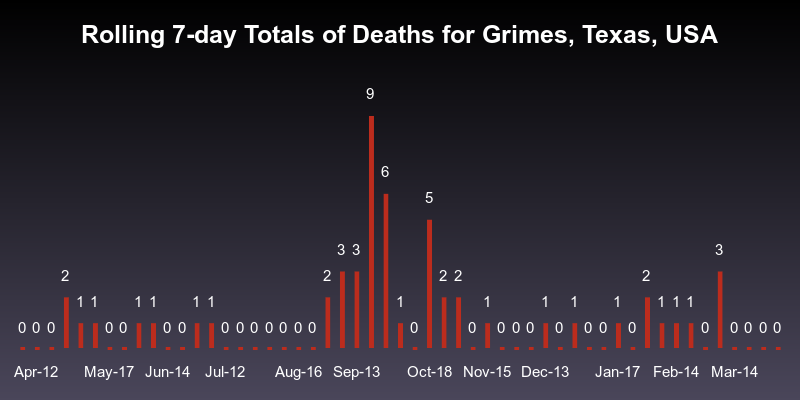 Rolling 7-day Totals of Deaths for Grimes, Texas, USA
9
6
5
3 3 3
2 2 2 2 2
1 1 1 1 1 1 1 1 1 1 1 1 1 1
0 0 0 0 0 0 0 0 0 0 0 0 0 0 0 0 0 0 0 0 0 0 0 0 0 0 0 0
Apr-12 May-17 Jun-14 Jul-12 Aug-16 Sep-13 Oct-18 Nov-15 Dec-13 Jan-17 Feb-14 Mar-14